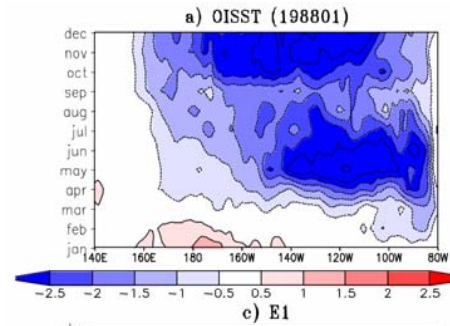 a) OISST (198801)
dec
nov
oct
sep
aug
jul
jun
may
apr
mar
feb
jan
140E 160E 180 160W 140W 120W 100W 80W
−2.5 −2 −1.5 −1 −0.5 0.5 1 1.5 2 2.5
c) E1